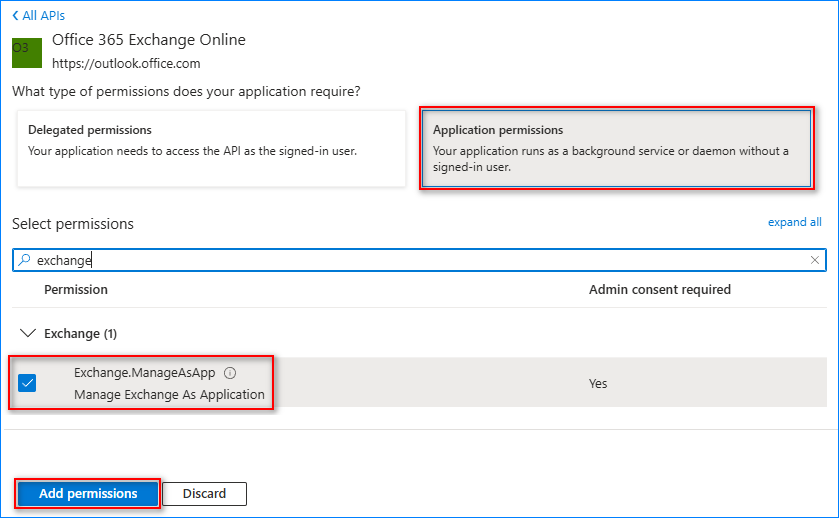 All APIs
O3
Office 365 Exchange Online
https://outlook.office.com
What type of permissions does your application require?
Delegated permissions
Your application needs to access the API as the signed-in user.
Application permissions
Your application runs as a background service or daemon without a
signed-in user.
Select permissions
expand all
exchange
Permission
Admin consent required
Exchange (1)
Exchange.ManageAsApp
Manage Exchange As Application
Yes
Add permissions
Discard